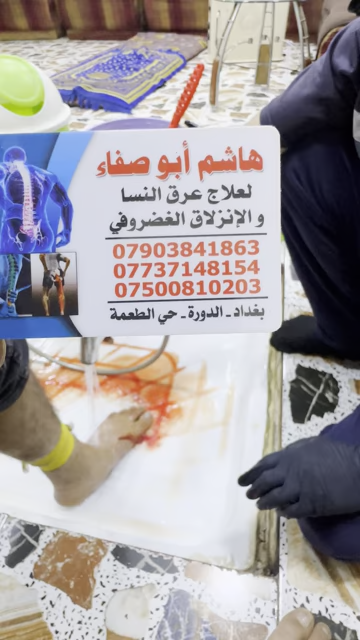 هاشم أبو صفاء
لعلاج عرق النسا
و الإنزلاق الغضروفي
07903841863
07737148154
07500810203
بغداد - الدورة - حي الطعمة